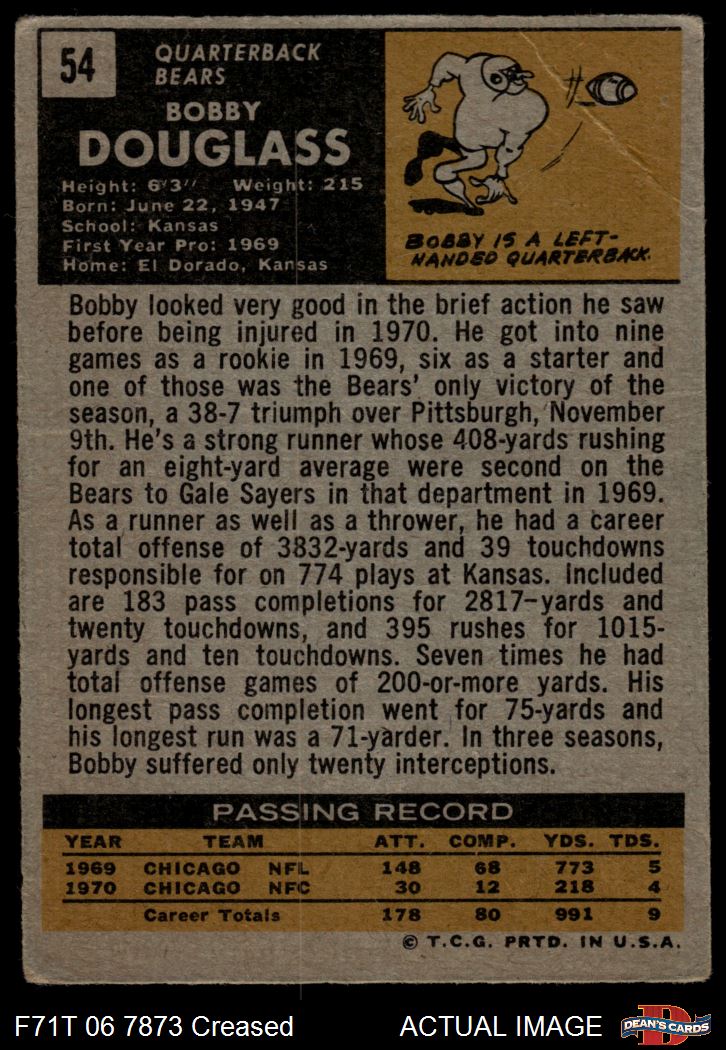 54
QUARTERBACK
BEARS
BOBBY
DOUGLASS
Height: 6'3" Weight: 215
Born: June 22, 1947
School: Kansas
First Year Pro: 1969
Home: El Dorado, Kansas
BOBBY IS A LEFT-
HANDED QUARTERBACK.
Bobby looked very good in the brief action he saw
before being injured in 1970. He got into nine
games as a rookie in 1969, six as a starter and
one of those was the Bears' only victory of the
season, a 38-7 triumph over Pittsburgh, November
9th. He's a strong runner whose 408-yards rushing
for an eight-yard average were second on the
Bears to Gale Sayers in that department in 1969.
As a runner as well as a thrower, he had a career
total offense of 3832-yards and 39 touchdowns
responsible for on 774 plays at Kansas. Included
are 183 pass completions for 2817-yards and
twenty touchdowns, and 395 rushes for 1015-
yards and ten touchdowns. Seven times he had
total offense games of 200-or-more yards. His
longest pass completion went for 75-yards and
his longest run was a 71-yarder. In three seasons,
Bobby suffered only twenty interceptions.
PASSING RECORD
YEAR TEAM ATT. COMP. YDS. TDS.
1969 CHICAGO NFL 148 68 773 5
1970 CHICAGO NFC 30 12 218 4
Career Totals 178 80 991 9
© T.C.G. PRTD. IN U.S.A.
F71T 06 7873 Creased ACTUAL IMAGE
D
DEAN'S CARDS